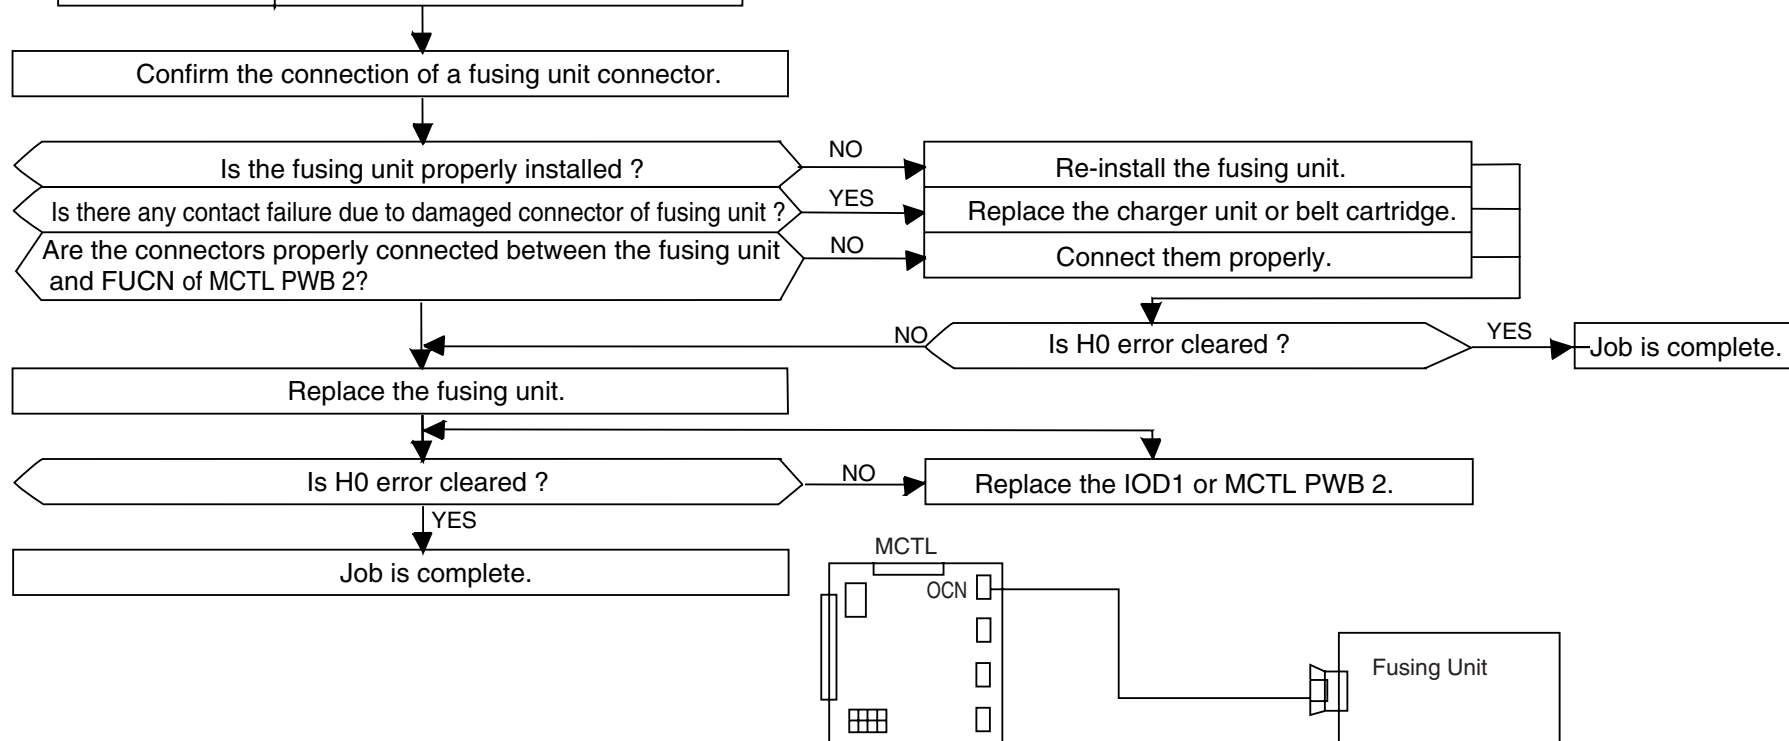 Confirm the connection of a fusing unit connector.
Is the fusing unit properly installed ?
NO
Re-install the fusing unit.
Is there any contact failure due to damaged connector of fusing unit ?
YES
Replace the charger unit or belt cartridge.
Are the connectors properly connected between the fusing unit
and FUCN of MCTL PWB 2?
NO
Connect them properly.
NO
Is H0 error cleared ?
YES
Job is complete.
Replace the fusing unit.
Is H0 error cleared ?
NO
Replace the IOD1 or MCTL PWB 2.
YES
Job is complete.
MCTL
OCN
Fusing Unit